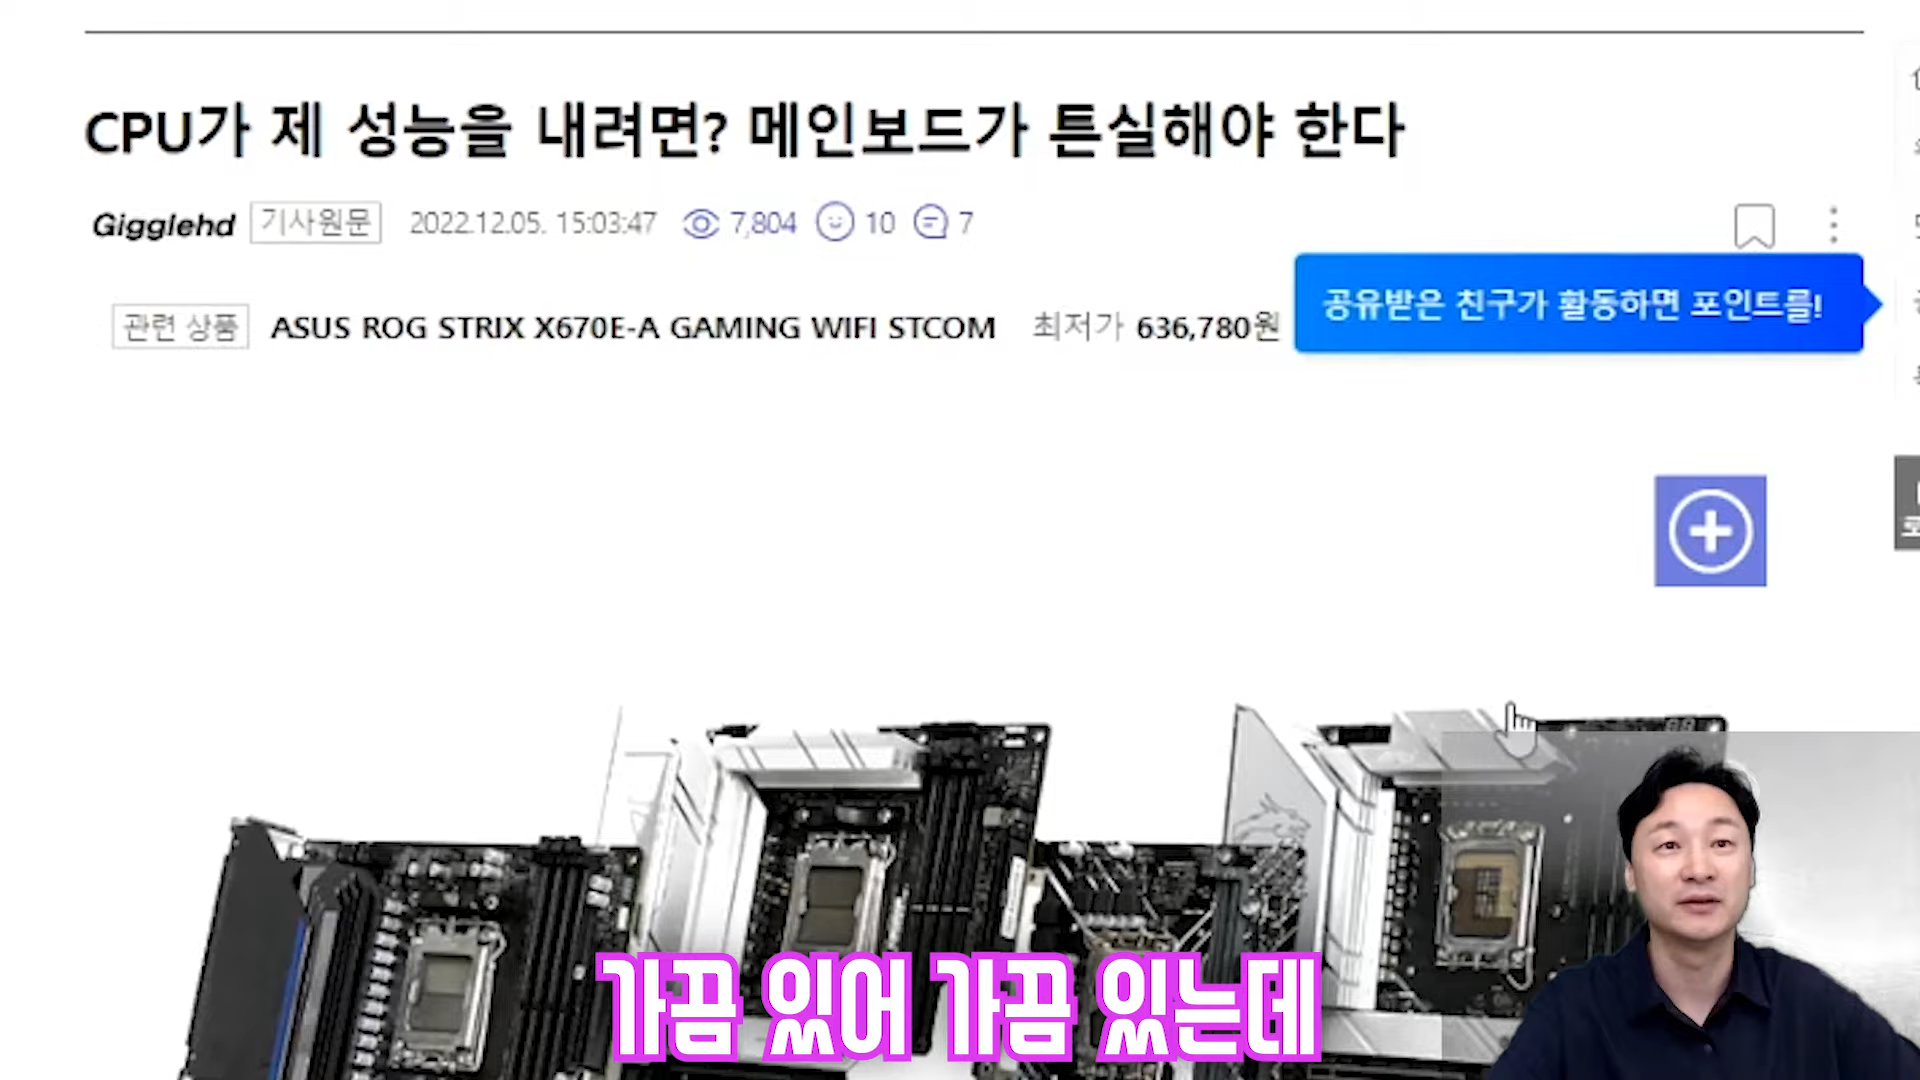 CPU가 제 성능을 내려면? 메인보드가 튼실해야 한다
Gigglehd 기사원문 2022.12.05. 15:03:47 7,804 10 7
관련 상품 ASUS ROG STRIX X670E-A GAMING WIFI STCOM 최저가 636,780원
공유받은 친구가 활동하면 포인트를!
가끔 있어 가끔 있는데